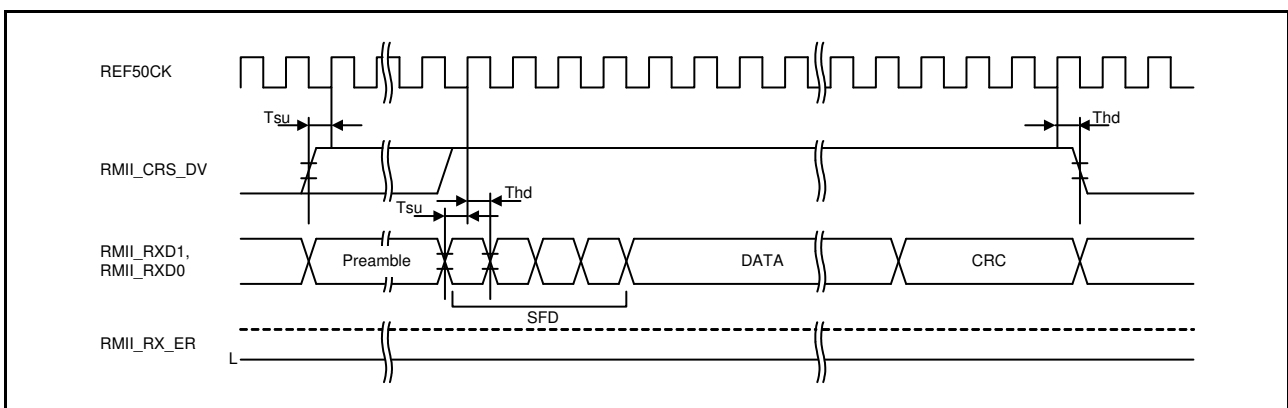 REF50CK
Tsu
Thd
RMII_CRS_DV
Tsu
Thd
RMII_RXD1,
RMII_RXD0
Preamble
DATA
CRC
SFD
RMII_RX_ER
L